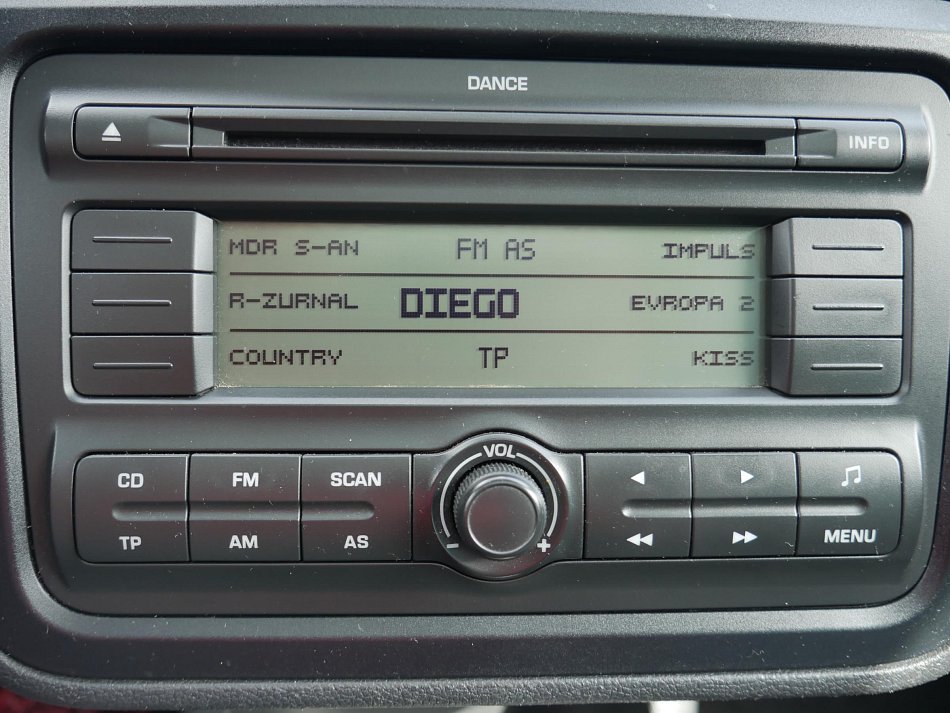 DANCE
INFO
MDR S-AN FM AS IMPULS
R-ZURNAL DIEGO EVROPA 2
COUNTRY TP KISS
VOL
CD FM SCAN
TP AM AS - + MENU